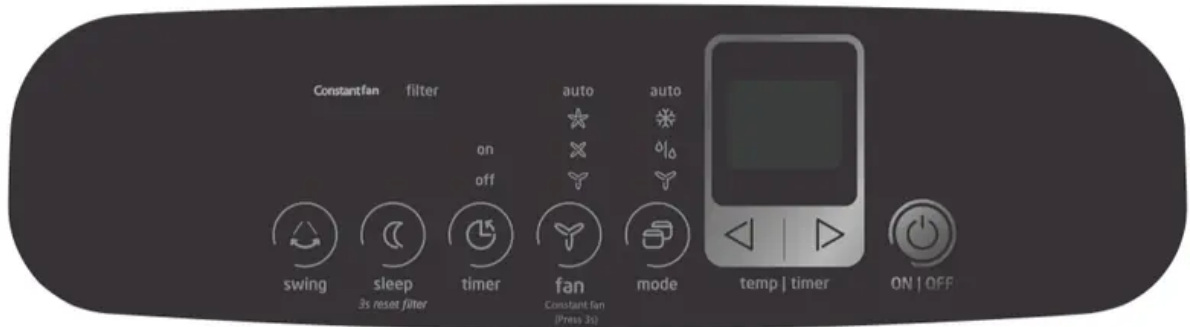 Constantfan filter auto auto
on
off
swing sleep timer fan mode temp | timer ON | OFF
3s reset filter Constant fan
(Press 3s)